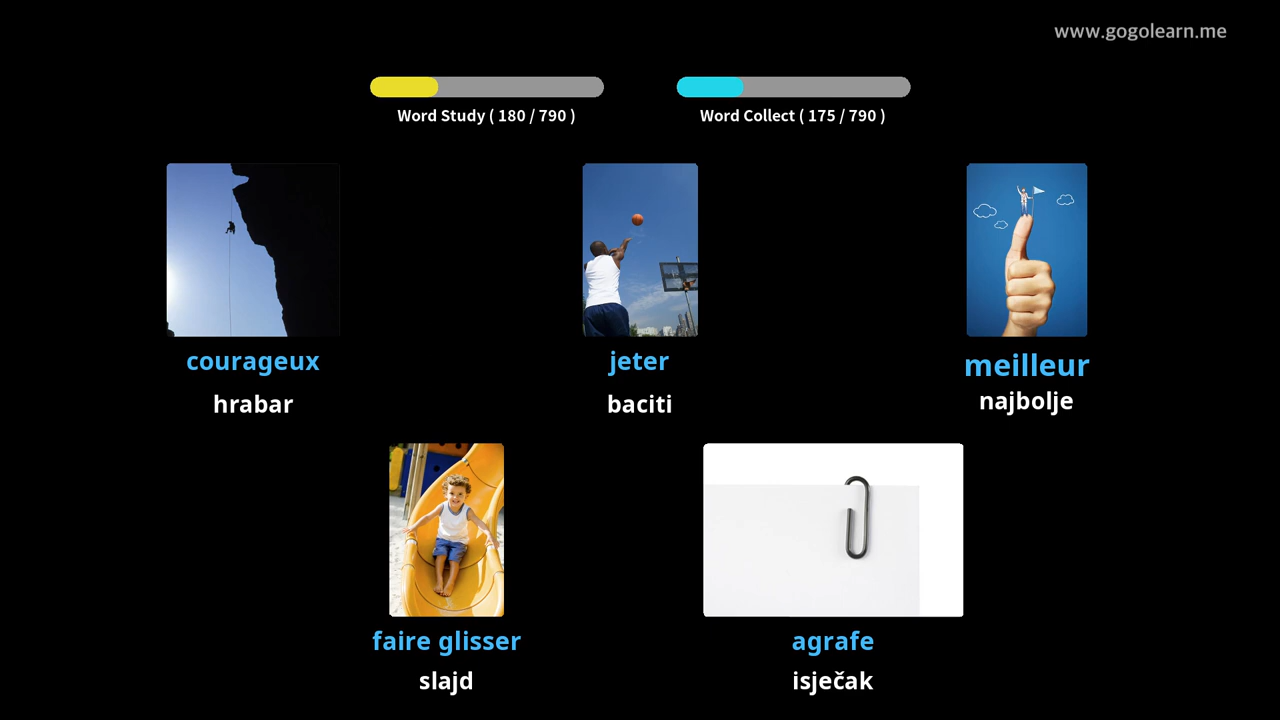 www.gogolearn.me
Word Study ( 180 / 790 )
Word Collect ( 175 / 790 )
courageux
hrabar
jeter
baciti
meilleur
najbolje
faire glisser
slajd
agrafe
isječak